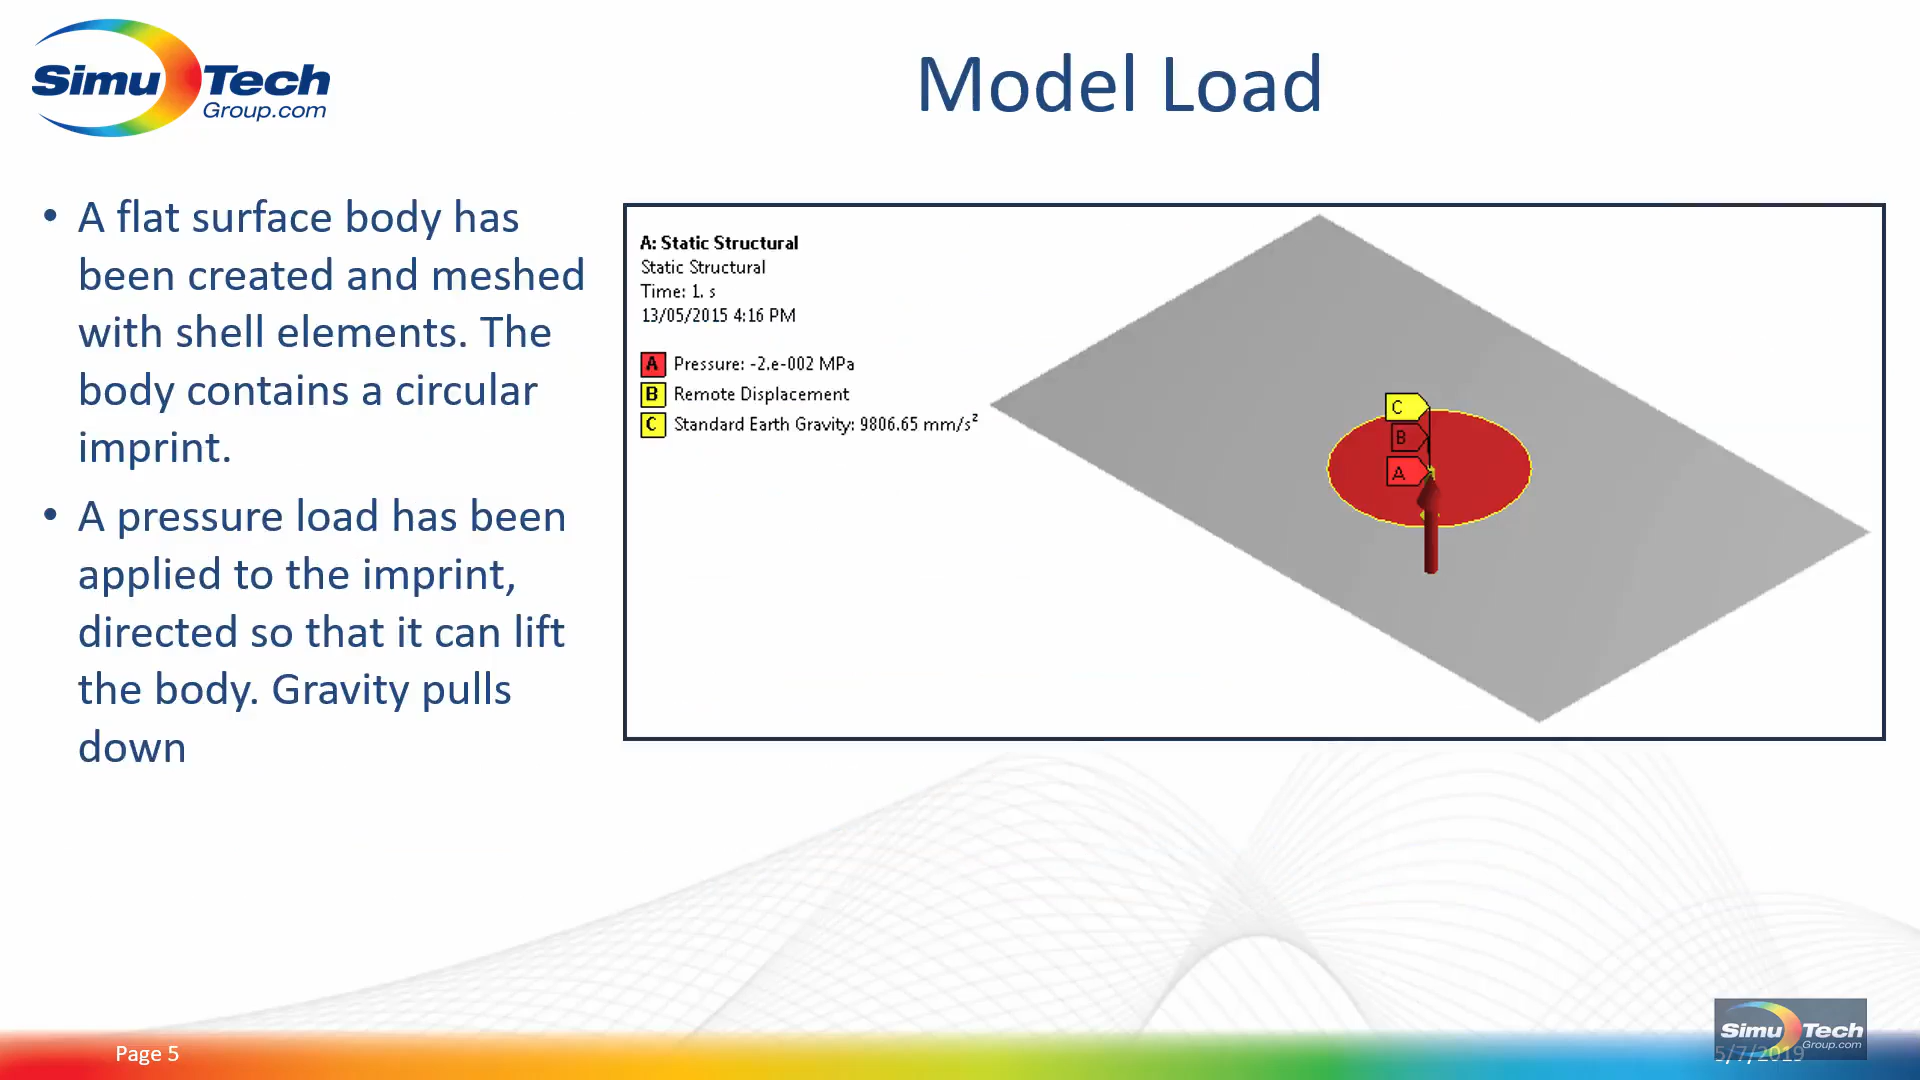 Simu Tech
Group.com
Model Load
• A flat surface body has
been created and meshed
with shell elements. The
body contains a circular
imprint.
• A pressure load has been
applied to the imprint,
directed so that it can lift
the body. Gravity pulls
down
A: Static Structural
Static Structural
Time: 1. s
13/05/2015 4:16 PM
A Pressure: -2.e-002 MPa
B Remote Displacement
C Standard Earth Gravity: 9806.65 mm/s²
C
B
A
Page 5
Simu Tech
Group.com
5/7/2019